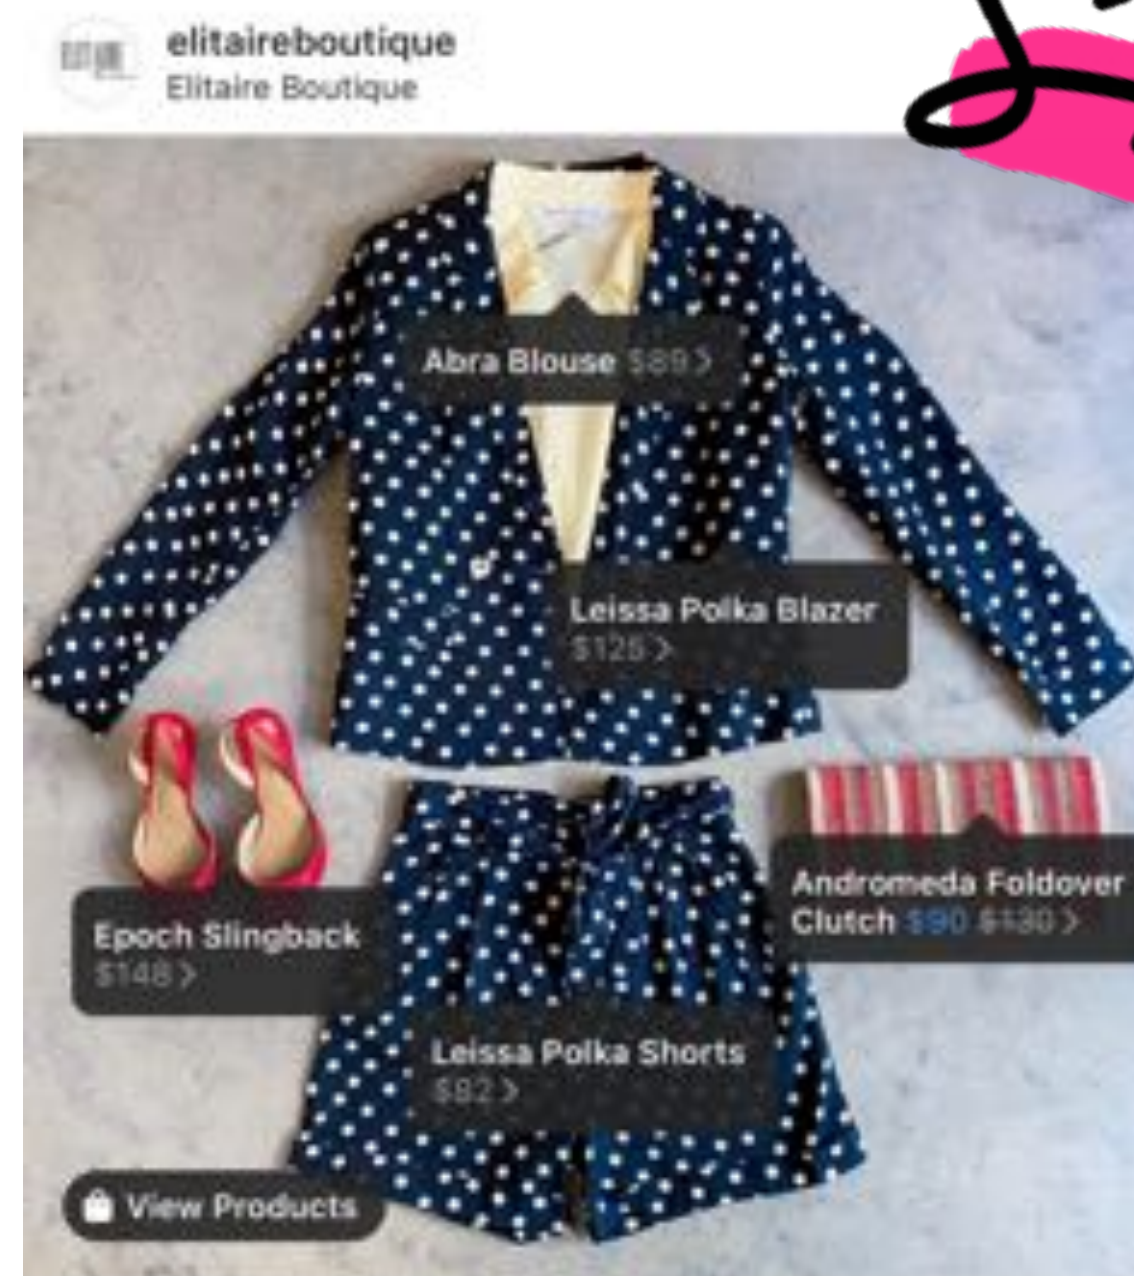 elitaireboutique
Elitaire Boutique
Abra Blouse $89 >
Leissa Polka Blazer
$125 >
Andromeda Foldover
Clutch $90 $130 >
Epoch Slingback
$148 >
Leissa Polka Shorts
$82 >
View Products